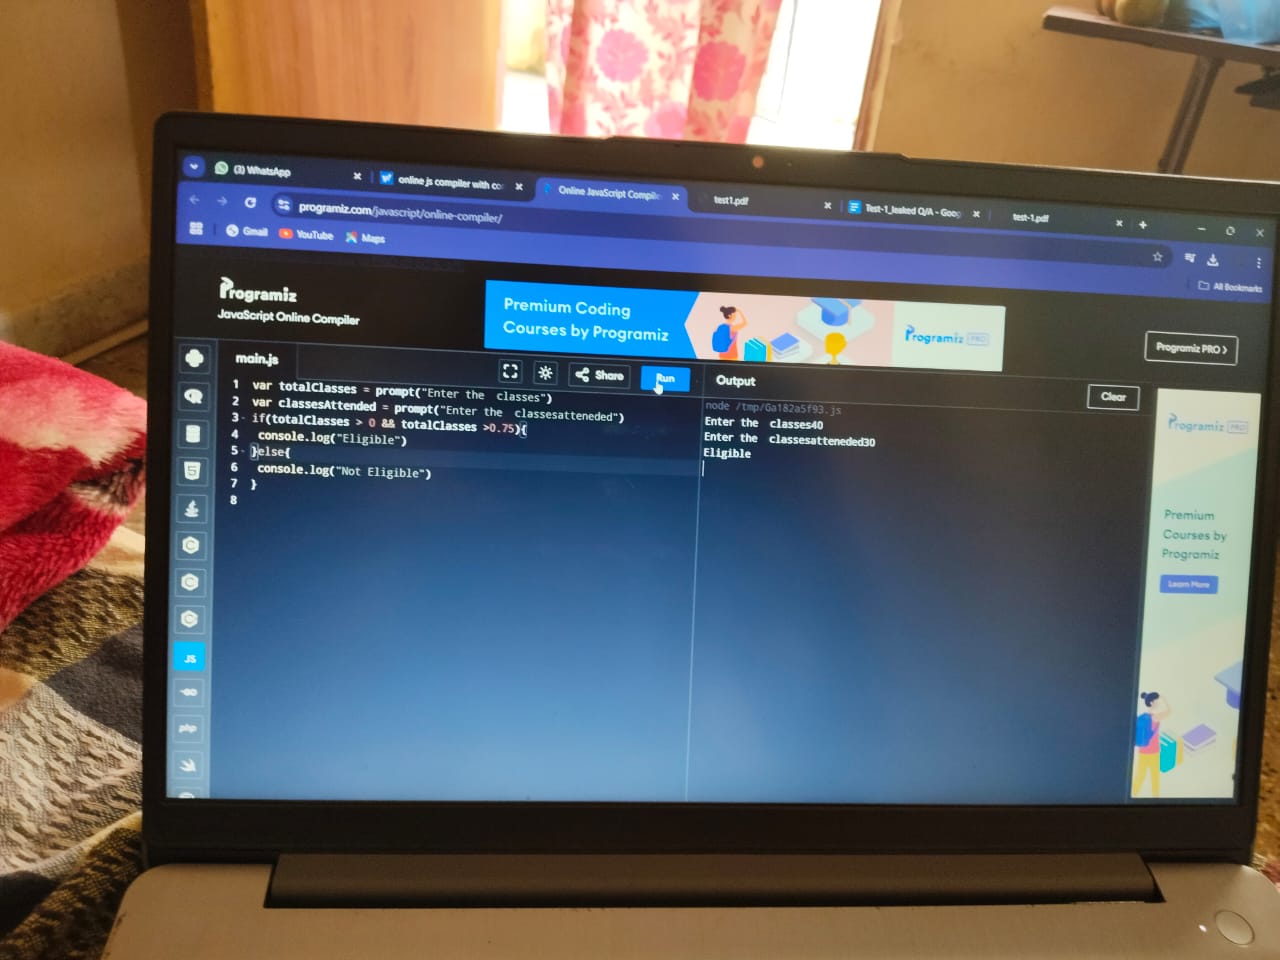 (3) WhatsApp
online js compiler with co
Online JavaScript Compile
test1.pdf
Test-1_leaked Q/A - Goog
test-1.pdf
programiz.com/javascript/online-compiler/
Gmail
YouTube
Maps
All Bookmarks
Programiz
JavaScript Online Compiler
Premium Coding
Courses by Programiz
Programiz PRO
Programiz PRO >
main.js
Share
Run
Output
Clear
1 var totalClasses = prompt("Enter the  classes")
2 var classesAttended = prompt("Enter the  classesatteneded")
3 if(totalClasses > 0 && totalClasses >0.75){
4  console.log("Eligible")
5 }else{
6  console.log("Not Eligible")
7 }
8
node /tmp/Ga182a5f93.js
Enter the  classes40
Enter the  classesatteneded30
Eligible
JS
php
Programiz PRO
Premium
Courses by
Programiz
Learn More